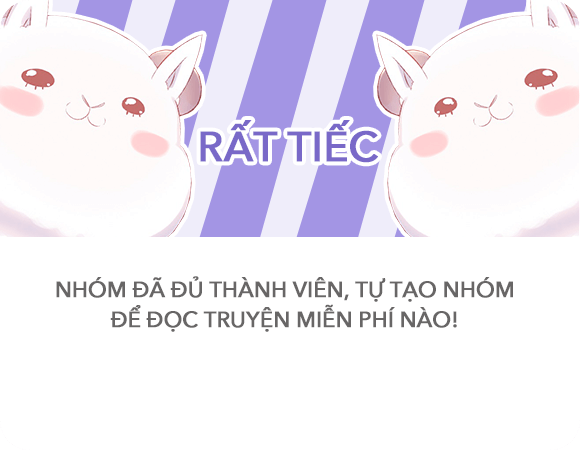 RẤT TIẾC
NHÓM ĐÃ ĐỦ THÀNH VIÊN, TỰ TẠO NHÓM
ĐỂ ĐỌC TRUYỆN MIỄN PHÍ NÀO!